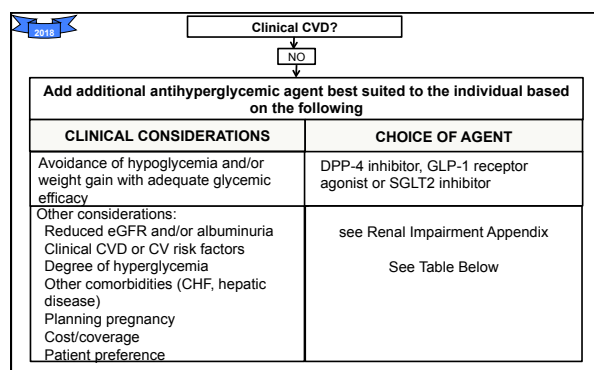 2018
Clinical CVD?
NO
Add additional antihyperglycemic agent best suited to the individual based
on the following
CLINICAL CONSIDERATIONS
CHOICE OF AGENT
Avoidance of hypoglycemia and/or
weight gain with adequate glycemic
efficacy
DPP-4 inhibitor, GLP-1 receptor
agonist or SGLT2 inhibitor
Other considerations:
Reduced eGFR and/or albuminuria
Clinical CVD or CV risk factors
Degree of hyperglycemia
Other comorbidities (CHF, hepatic
disease)
Planning pregnancy
Cost/coverage
Patient preference
see Renal Impairment Appendix
See Table Below